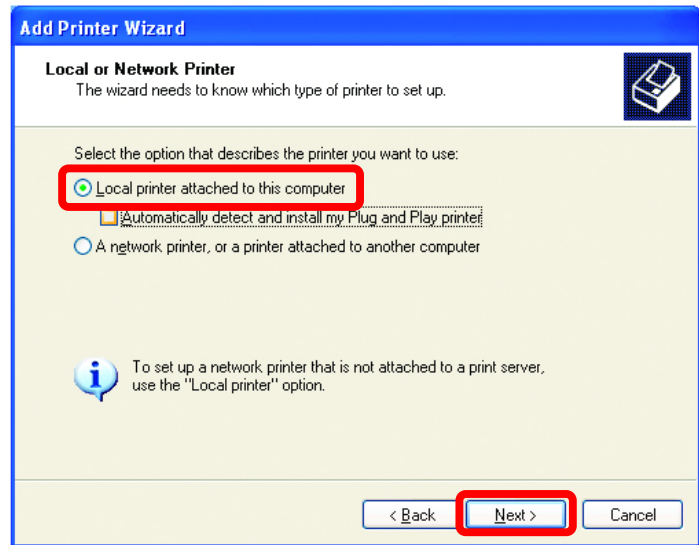 Add Printer Wizard
Local or Network Printer
The wizard needs to know which type of printer to set up.
Select the option that describes the printer you want to use:
Local printer attached to this computer
Automatically detect and install my Plug and Play printer
A network printer, or a printer attached to another computer
To set up a network printer that is not attached to a print server,
use the "Local printer" option.
< Back Next > Cancel